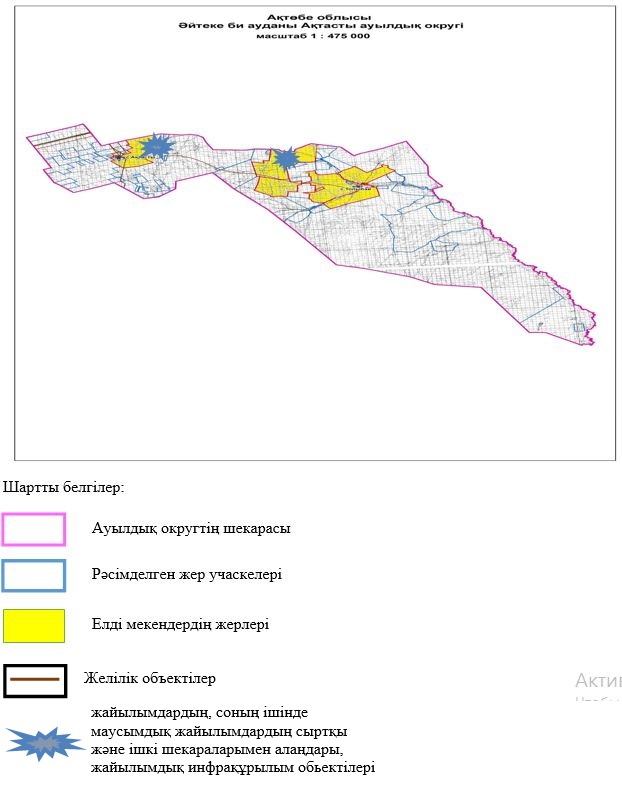 Ақтөбе облысы
Әйтеке би ауданы Ақтасты ауылдық округі
масштаб 1 : 475 000
Шартты белгілер:
Ауылдық округтің шекарасы
Рәсімделген жер учаскелері
Елді мекендердің жерлері
Желілік объектілер
жайылымдардың, соның ішінде
маусымдық жайылымдардың сыртқы
және ішкі шекараларымен алаңдары,
жайылымдық инфрақұрылым обьектілері
Акти